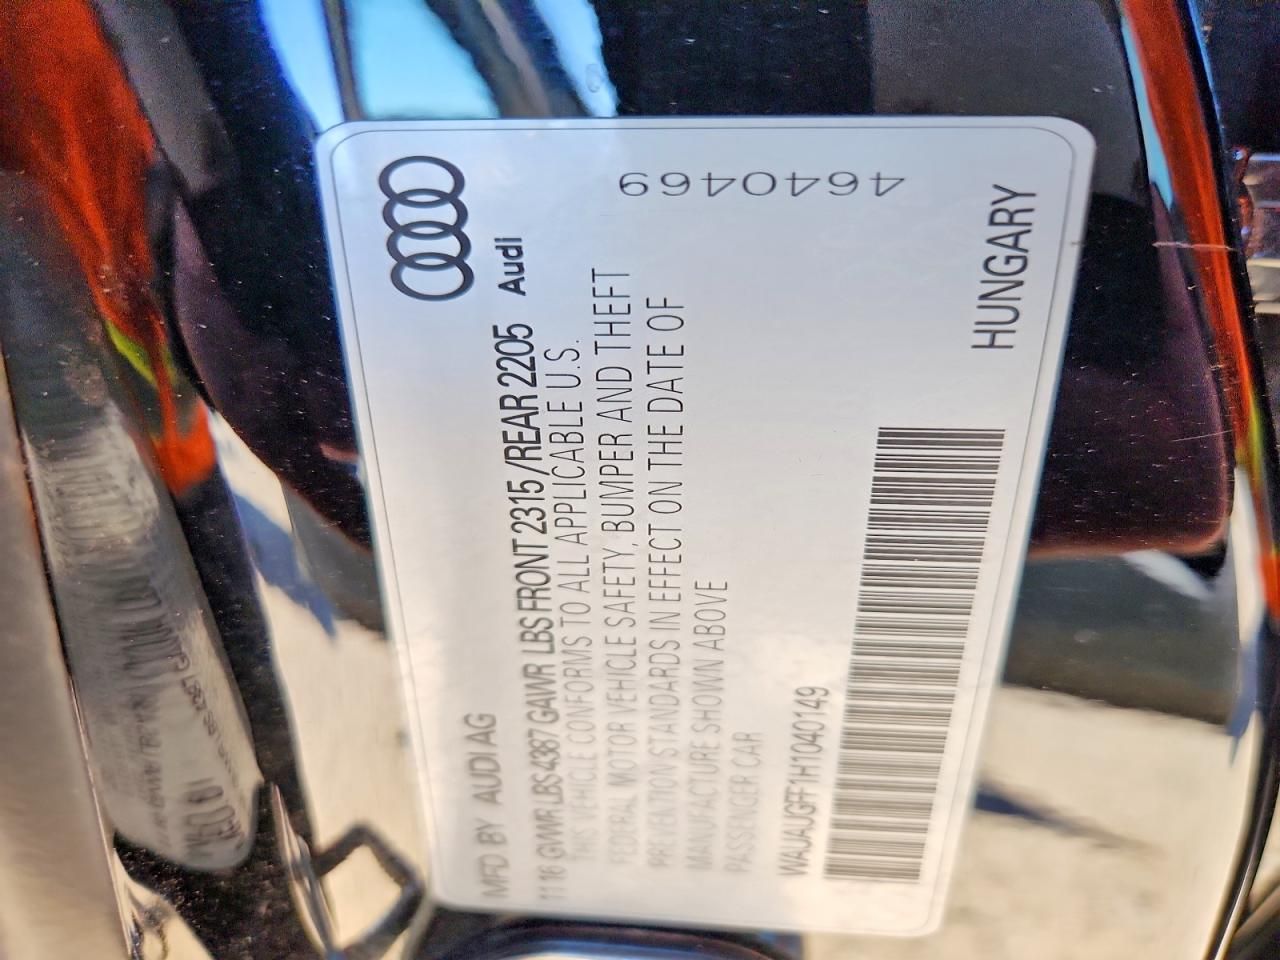 MFD BY AUDI AG
Audi
11 16 GVWR LBS 4387 GAWR LBS FRONT 2315 /REAR 2205
THIS VEHICLE CONFORMS TO ALL APPLICABLE U.S.
FEDERAL MOTOR VEHICLE SAFETY, BUMPER AND THEFT
PREVENTION STANDARDS IN EFFECT ON THE DATE OF
MANUFACTURE SHOWN ABOVE
PASSENGER CAR
WAUAUGFF1H1040149
HUNGARY
4640469